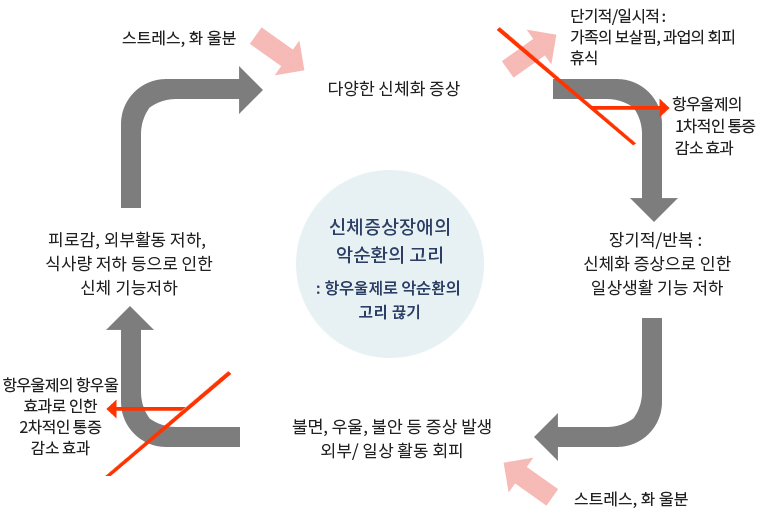 스트레스, 화 울분
단기적/일시적 :
가족의 보살핌, 과업의 회피
휴식
다양한 신체화 증상
항우울제의
1차적인 통증
감소 효과
신체증상장애의
악순환의 고리
: 항우울제로 악순환의
고리 끊기
피로감, 외부활동 저하,
식사량 저하 등으로 인한
신체 기능저하
장기적/반복 :
신체화 증상으로 인한
일상생활 기능 저하
항우울제의 항우울
효과로 인한
2차적인 통증
감소 효과
불면, 우울, 불안 등 증상 발생
외부/ 일상 활동 회피
스트레스, 화 울분